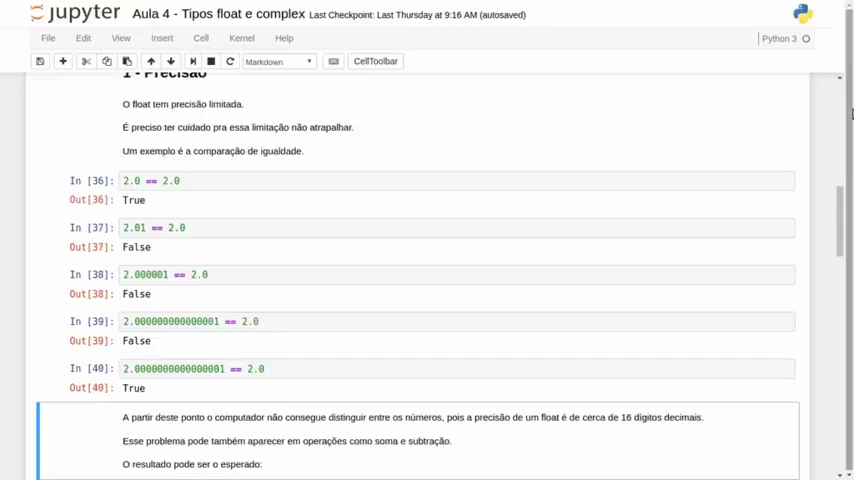 jupyter Aula 4 - Tipos float e complex Last Checkpoint: Last Thursday at 9:16 AM (autosaved)
File Edit View Insert Cell Kernel Help Python 3
Markdown CellToolbar
1 - Precisão
O float tem precisão limitada.
É preciso ter cuidado pra essa limitação não atrapalhar.
Um exemplo é a comparação de igualdade.
In [36]: 2.0 == 2.0
Out[36]: True
In [37]: 2.01 == 2.0
Out[37]: False
In [38]: 2.000001 == 2.0
Out[38]: False
In [39]: 2.000000000000001 == 2.0
Out[39]: False
In [40]: 2.0000000000000001 == 2.0
Out[40]: True
A partir deste ponto o computador não consegue distinguir entre os números, pois a precisão de um float é de cerca de 16 dígitos decimais.
Esse problema pode também aparecer em operações como soma e subtração.
O resultado pode ser o esperado: